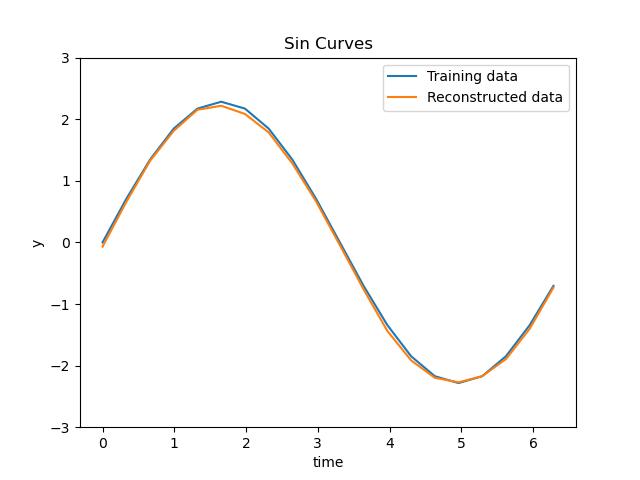 Sin Curves
Training data
Reconstructed data
3
2
1
0
−1
−2
−3
y
0 1 2 3 4 5 6
time